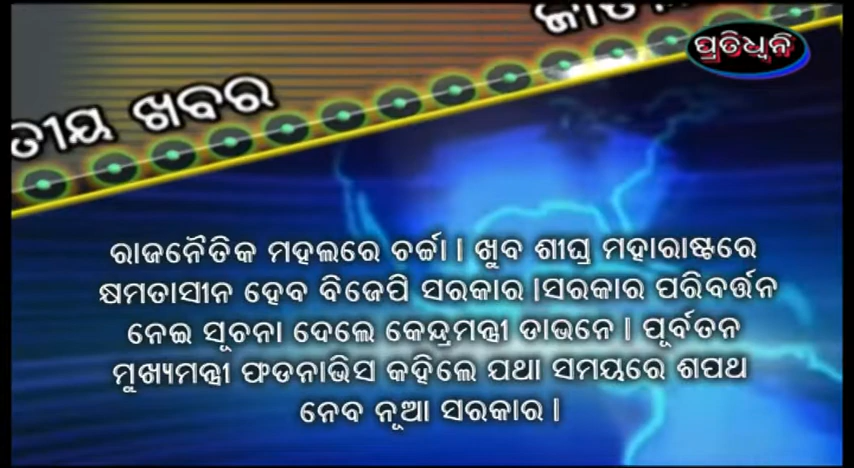 ଜାତୀ
ପ୍ରତିଧ୍ୱନି
ତୀୟ ଖବର
ରାଜନୈତିକ ମହଲରେ ଚର୍ଚ୍ଚା। ଖୁବ ଶୀଘ୍ର ମହାରାଷ୍ଟ୍ରରେ
କ୍ଷମତାସୀନ ହେବ ବିଜେପି ସରକାର ।ସରକାର ପରିବର୍ତ୍ତନ
ନେଇ ସୂଚନା ଦେଲେ କେନ୍ଦ୍ରମନ୍ତ୍ରୀ ଡାଭନେ । ପୂର୍ବତନ
ମୁଖ୍ୟମନ୍ତ୍ରୀ ଫଡନାଭିସ କହିଲେ ଯଥା ସମୟରେ ଶପଥ
ନେବ ନୂଆ ସରକାର ।